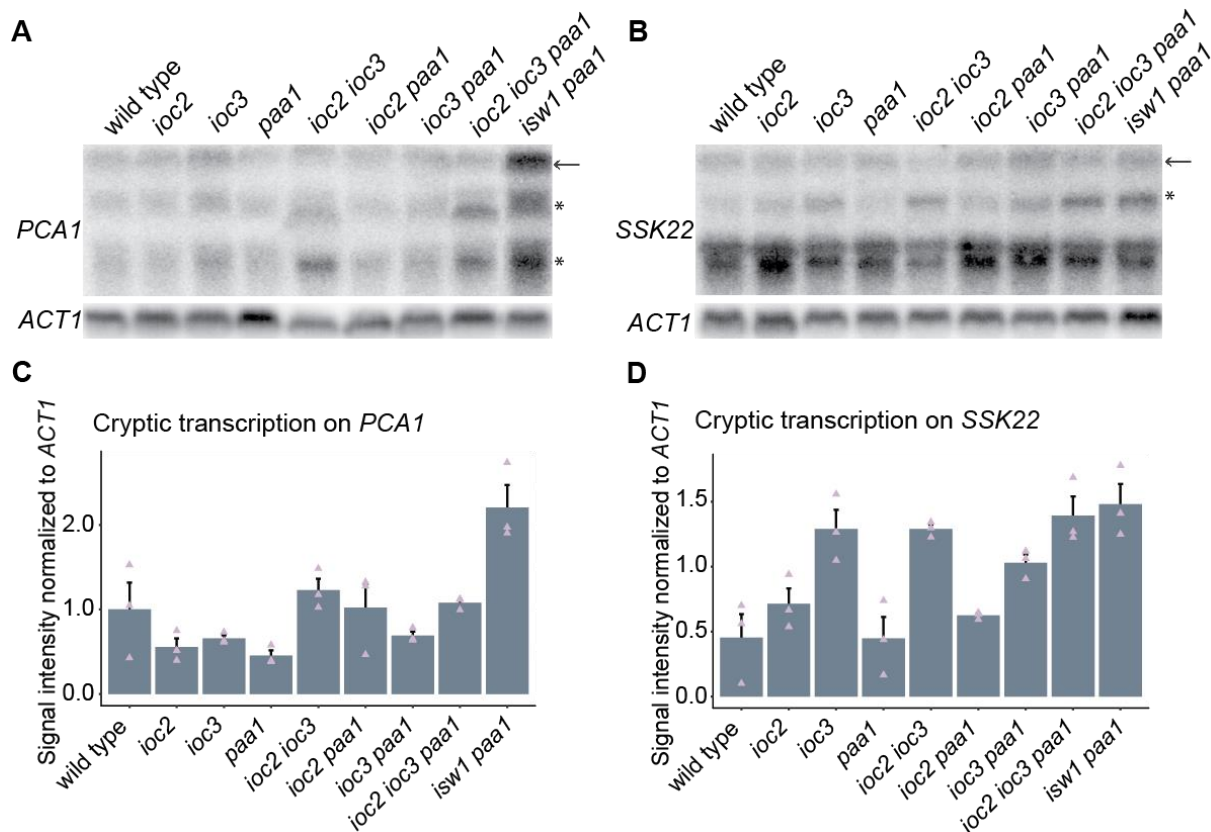 A
wild type
ioc2
ioc3
paa1
ioc2 ioc3
ioc2 paa1
ioc3 paa1
ioc2 ioc3 paa1
isw1 paa1
←
*
PCA1
*
ACT1
B
wild type
ioc2
ioc3
paa1
ioc2 ioc3
ioc2 paa1
ioc3 paa1
ioc2 ioc3 paa1
isw1 paa1
←
*
SSK22
ACT1
C
Cryptic transcription on PCA1
Signal intensity normalized to ACT1
2.0
1.0
0.0
wild type
ioc2
ioc3
paa1
ioc2 ioc3
ioc2 paa1
ioc3 paa1
ioc2 ioc3 paa1
isw1 paa1
D
Cryptic transcription on SSK22
Signal intensity normalized to ACT1
1.5
1.0
0.5
0.0
wild type
ioc2
ioc3
paa1
ioc2 ioc3
ioc2 paa1
ioc3 paa1
ioc2 ioc3 paa1
isw1 paa1